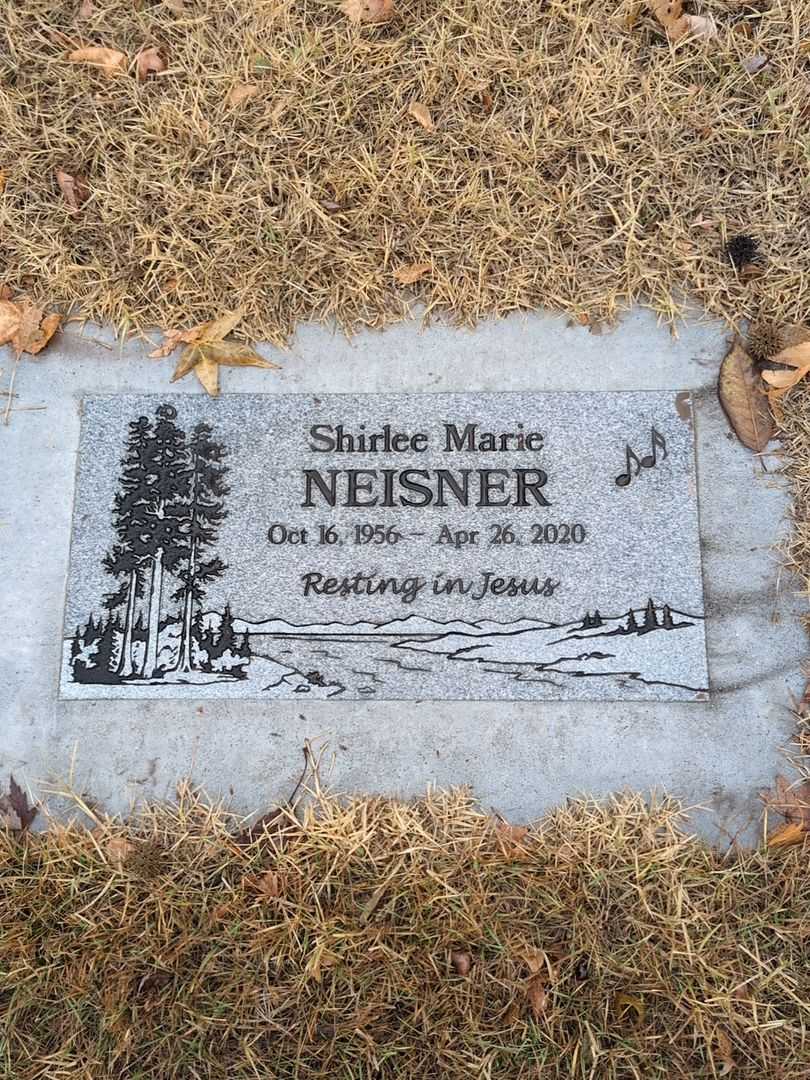 Shirlee Marie
NEISNER
Oct 16, 1956 - Apr 26, 2020
Resting in Jesus